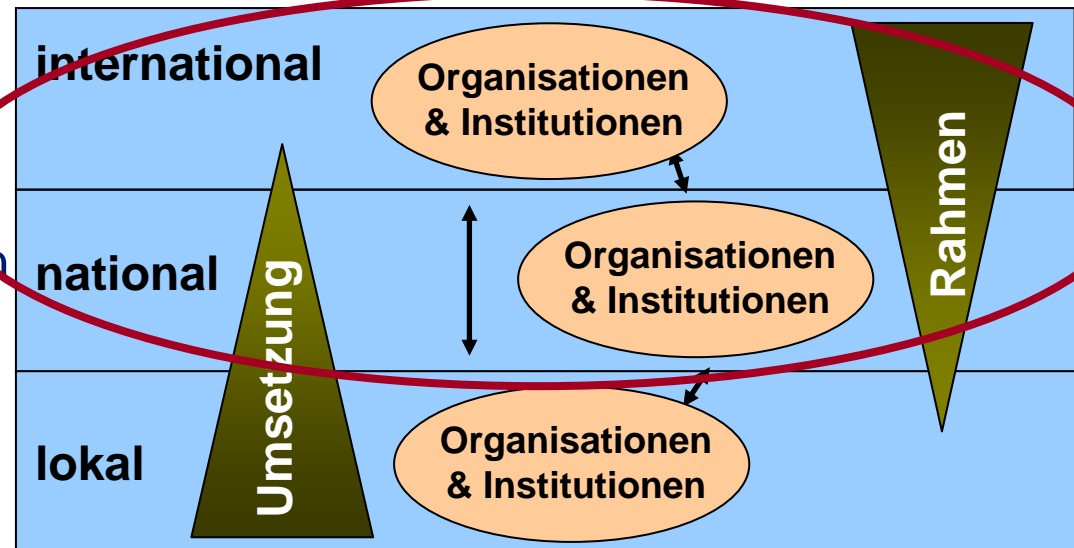 international
Organisationen
& Institutionen
Rahmen
national
Organisationen
& Institutionen
Umsetzung
lokal
Organisationen
& Institutionen